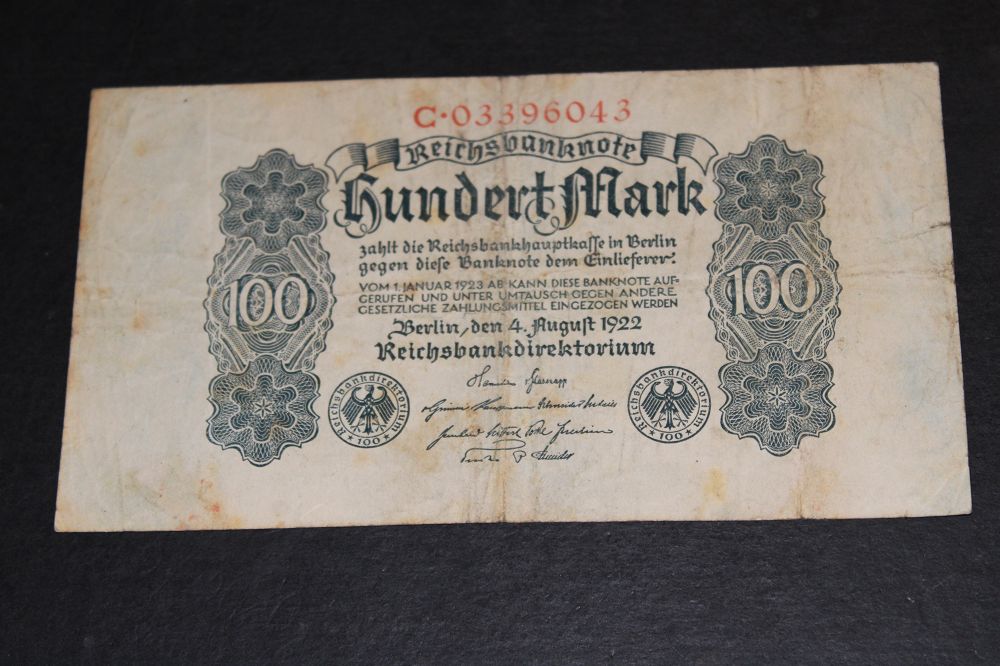 C·03396043
Reichsbanknote
Hundert Mark
zahlt die Reichsbankhauptkasse in Berlin
gegen diese Banknote dem Einlieferer.
VOM 1. JANUAR 1923 AB KANN DIESE BANKNOTE AUF-
GERUFEN UND UNTER UMTAUSCH GEGEN ANDERE
GESETZLICHE ZAHLUNGSMITTEL EINGEZOGEN WERDEN
100
100
Berlin, den 4. August 1922
Reichsbankdirektorium
Reichsbankdirektorium
100
Reichsbankdirektorium
100